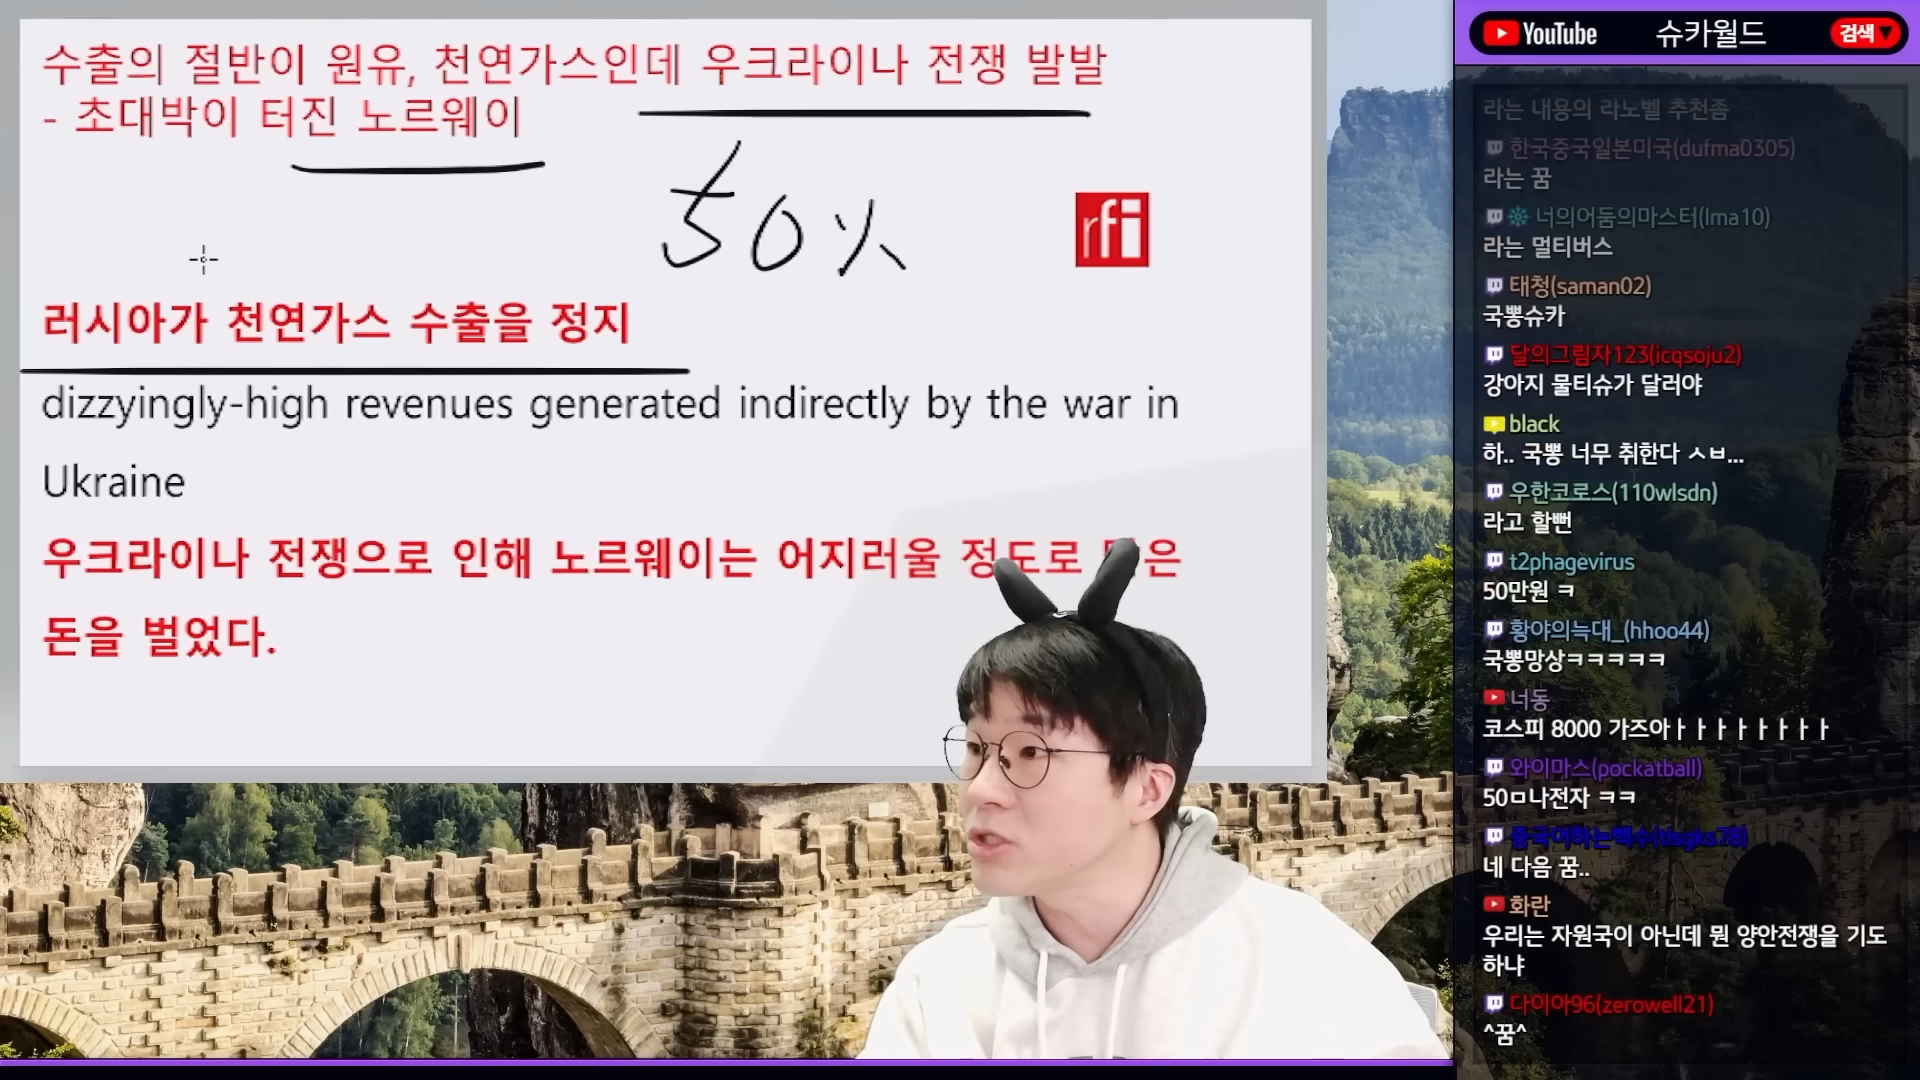 수출의 절반이 원유, 천연가스인데 우크라이나 전쟁 발발
- 초대박이 터진 노르웨이
50%
rfi
러시아가 천연가스 수출을 정지
dizzyingly-high revenues generated indirectly by the war in
Ukraine
우크라이나 전쟁으로 인해 노르웨이는 어지러울 정도로 은
돈을 벌었다.
YouTube 슈카월드 검색
라는 내용의 라노벨 추천좀
한국중국일본미국(dufma0305)
라는 꿈
너의어둠의마스터(lma10)
라는 멀티버스
태청(saman02)
국뽕슈카
달의그림자123(icqsoju2)
강아지 물티슈가 달러야
black
하.. 국뽕 너무 취한다 ㅅㅂ...
우한코로스(110wlsdn)
라고 할뻔
t2phagevirus
50만원 ㅋ
황야의늑대_(hhoo44)
국뽕망상ㅋㅋㅋㅋㅋ
너동
코스피 8000 가즈아ㅏㅏㅏㅏㅏㅏㅏㅏ
와이마스(pockatball)
50ㅁ나전자 ㅋㅋ
네 다음 꿈..
화란
우리는 자원국이 아닌데 뭔 양안전쟁을 기도
하냐
다이아96(zerowell21)
^꿈^